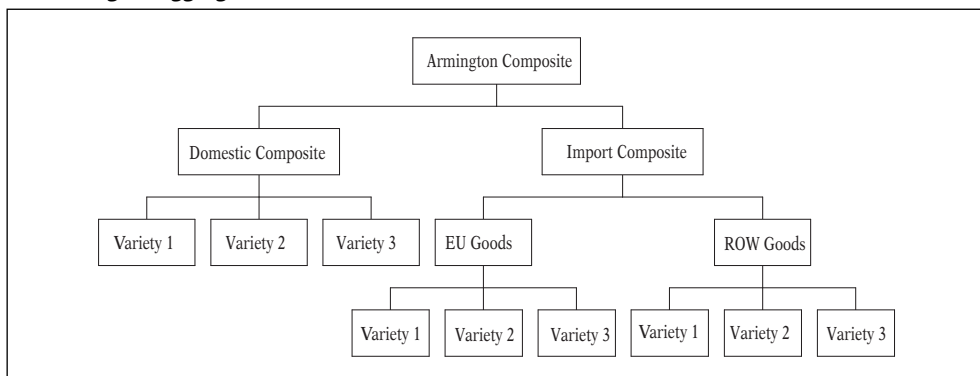 Armington Composite
Domestic Composite Import Composite
Variety 1 Variety 2 Variety 3 EU Goods ROW Goods
Variety 1 Variety 2 Variety 3 Variety 1 Variety 2 Variety 3